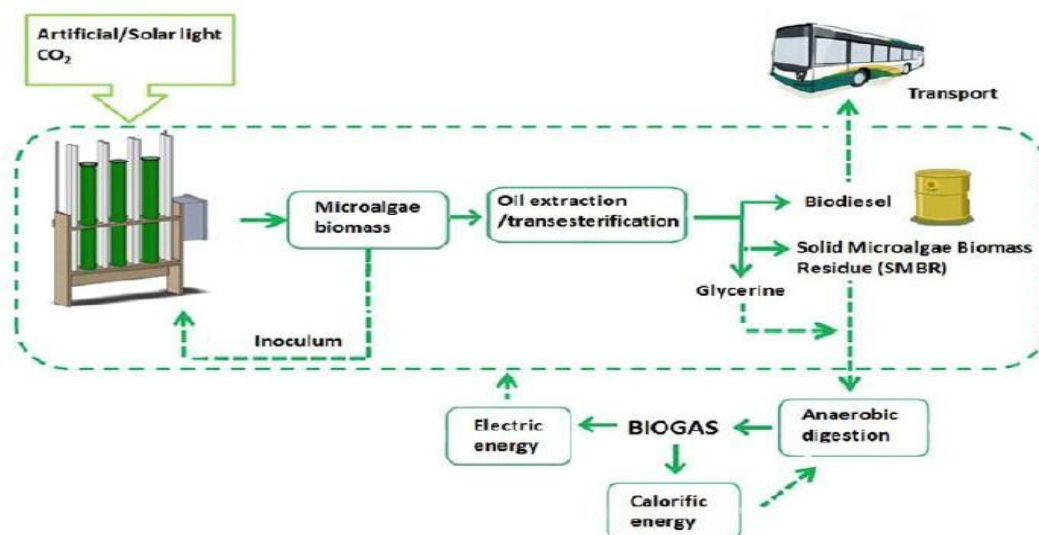 Artificial/Solar light
CO₂
Transport
Microalgae
biomass
Oil extraction
/transesterification
Biodiesel
Solid Microalgae Biomass
Residue (SMBR)
Glycerine
Inoculum
Electric
energy
BIOGAS
Anaerobic
digestion
Calorific
energy